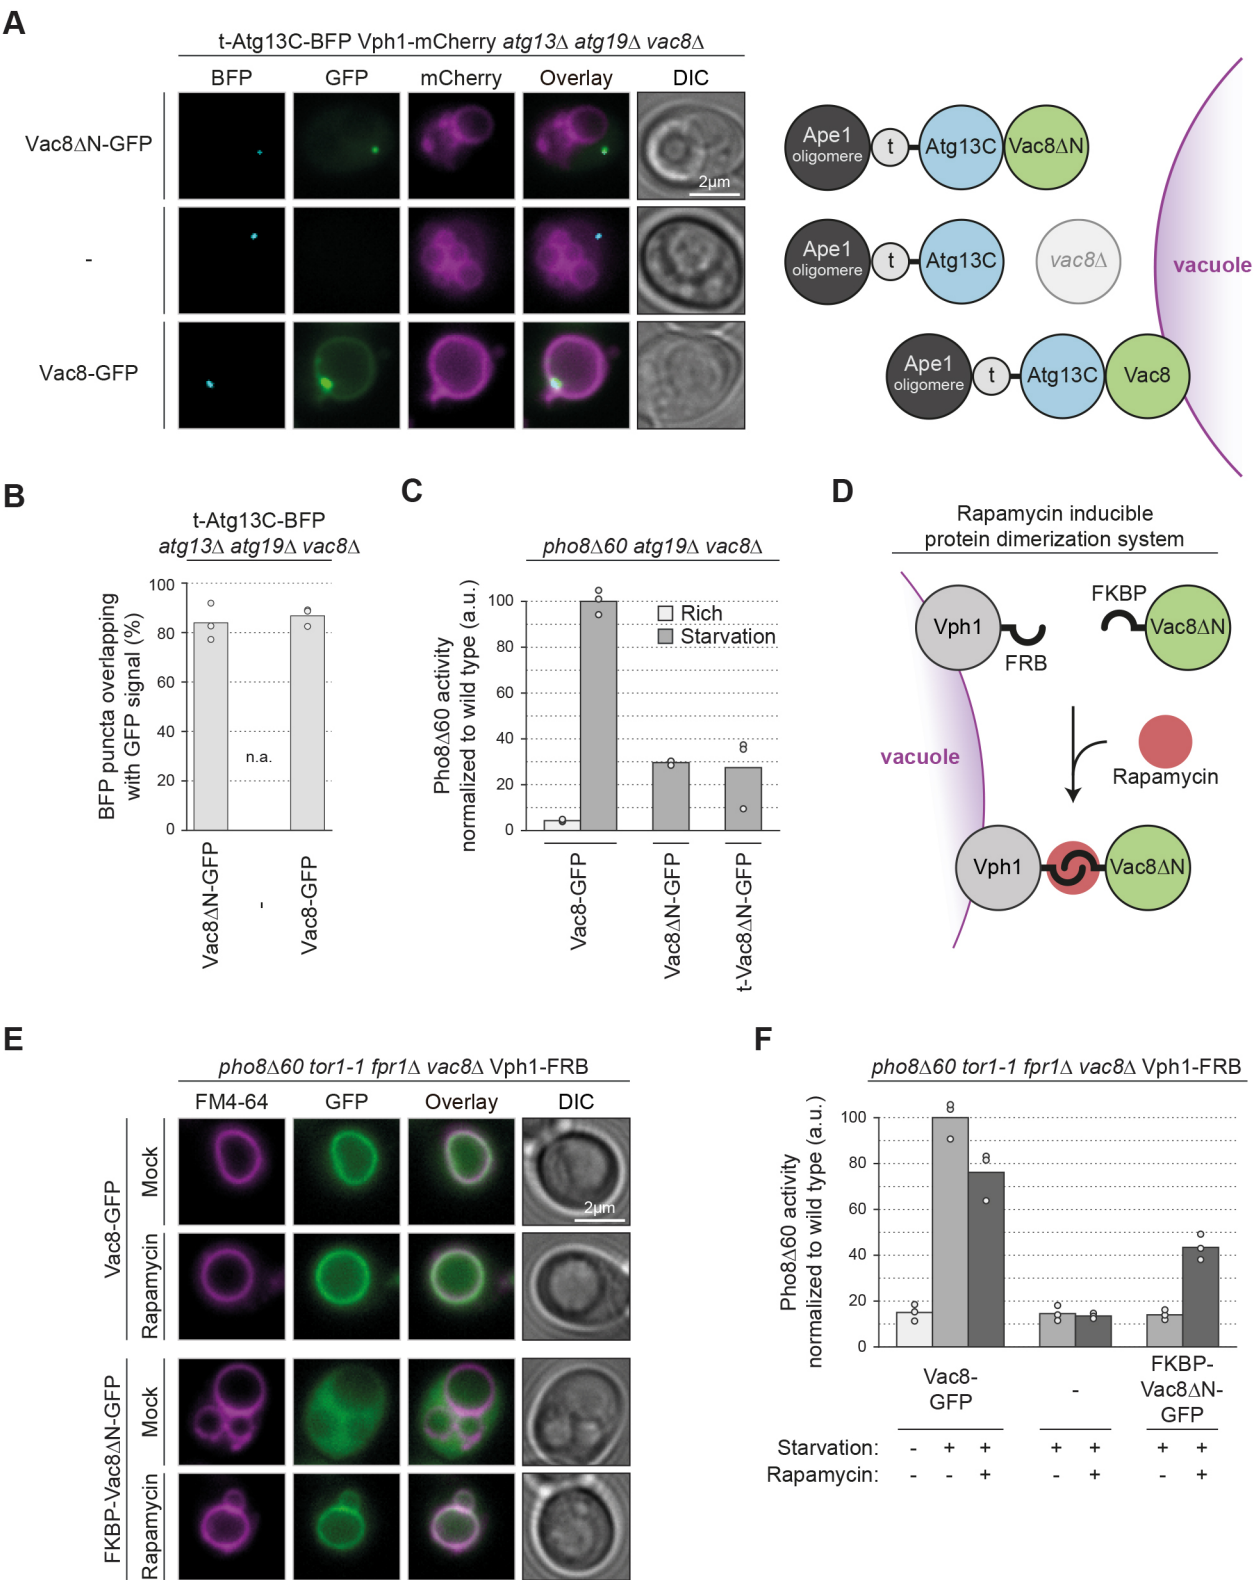 A
t-Atg13C-BFP Vph1-mCherry atg13Δ atg19Δ vac8Δ
BFP GFP mCherry Overlay DIC
Vac8ΔN-GFP
2μm
-
Vac8-GFP
Ape1
oligomere
t
Atg13C
Vac8ΔN
Ape1
oligomere
t
Atg13C
vac8Δ
vacuole
Ape1
oligomere
t
Atg13C
Vac8
B
t-Atg13C-BFP
atg13Δ atg19Δ vac8Δ
BFP puncta overlapping
with GFP signal (%)
100
80
60
40
20
0
n.a.
Vac8ΔN-GFP
-
Vac8-GFP
C
pho8Δ60 atg19Δ vac8Δ
Pho8Δ60 activity
normalized to wild type (a.u.)
100
80
60
40
20
0
Rich
Starvation
Vac8-GFP
Vac8ΔN-GFP
t-Vac8ΔN-GFP
D
Rapamycin inducible
protein dimerization system
Vph1
FRB
FKBP
Vac8ΔN
vacuole
Rapamycin
Vph1
Vac8ΔN
E
pho8Δ60 tor1-1 fpr1Δ vac8Δ Vph1-FRB
FM4-64 GFP Overlay DIC
Vac8-GFP
Mock
2μm
Rapamycin
FKBP-Vac8ΔN-GFP
Mock
Rapamycin
F
pho8Δ60 tor1-1 fpr1Δ vac8Δ Vph1-FRB
Pho8Δ60 activity
normalized to wild type (a.u.)
100
80
60
40
20
0
Vac8-
GFP
-
FKBP-
Vac8ΔN-
GFP
Starvation: - + + + + + +
Rapamycin: - - + - + - +